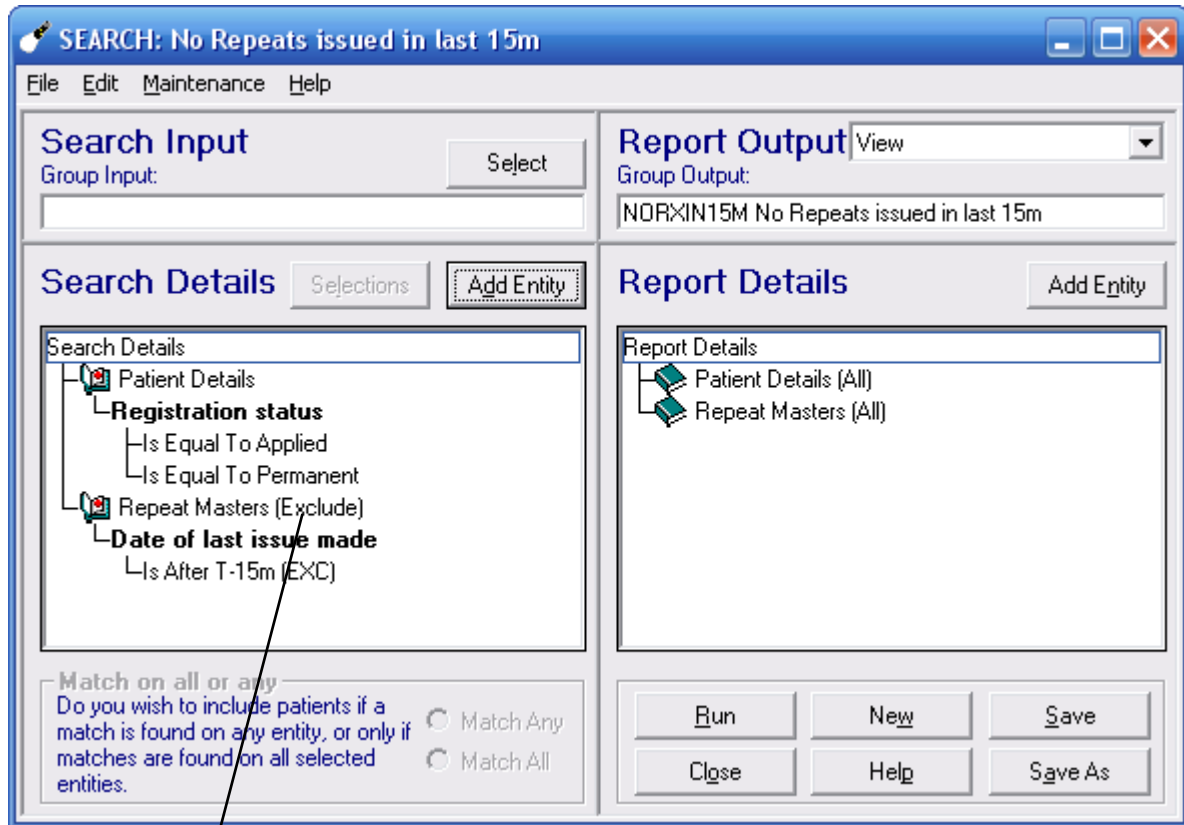 SEARCH: No Repeats issued in last 15m
File Edit Maintenance Help
Search Input
Select
Group Input:
Report Output
View
Group Output:
NORXIN15M No Repeats issued in last 15m
Search Details
Selections
Add Entity
Search Details
Patient Details
Registration status
Is Equal To Applied
Is Equal To Permanent
Repeat Masters (Exclude)
Date of last issue made
Is After T-15m (EXC)
Match on all or any
Do you wish to include patients if a
match is found on any entity, or only if
matches are found on all selected
entities.
Match Any
Match All
Report Details
Add Entity
Report Details
Patient Details (All)
Repeat Masters (All)
Run
New
Save
Close
Help
Save As